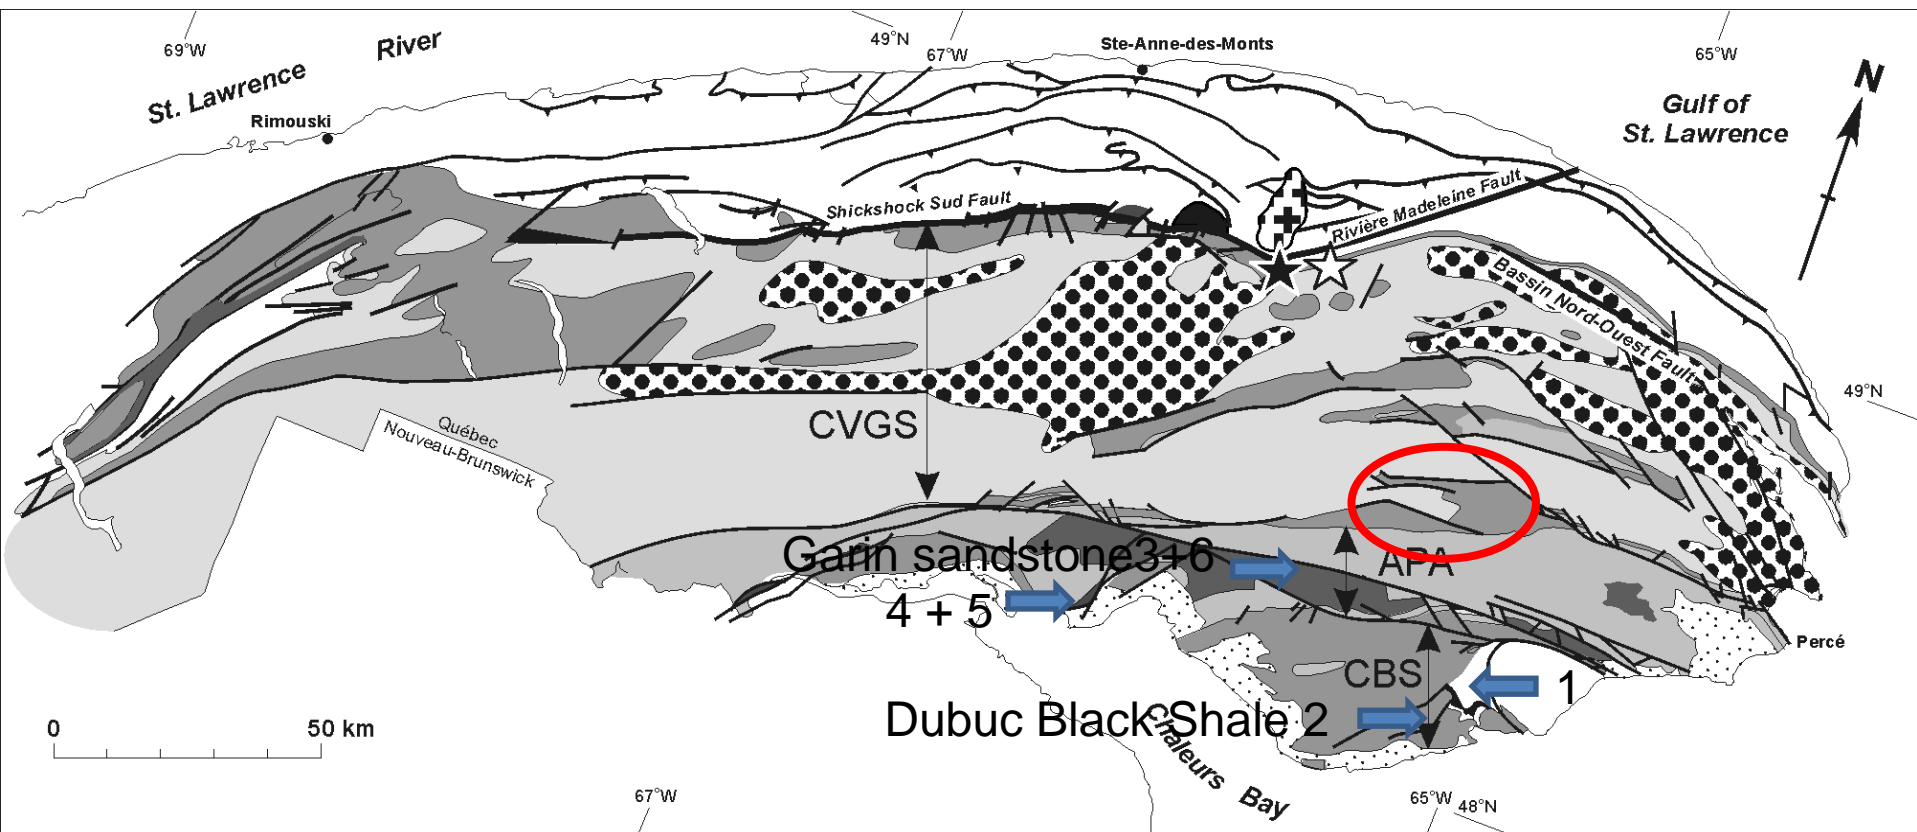 69°W
St. Lawrence River
49°N
67°W
Ste-Anne-des-Monts
65°W
N
Gulf of
St. Lawrence
Rimouski
Shickshock Sud Fault
Rivière Madeleine Fault
Bassin Nord-Ouest Fault
49°N
CVGS
Québec
Nouveau-Brunswick
Garin sandstone3+6
APA
4 + 5
Percé
CBS
1
Dubuc Black Shale 2
Chaleurs Bay
0 50 km
67°W
65°W 48°N